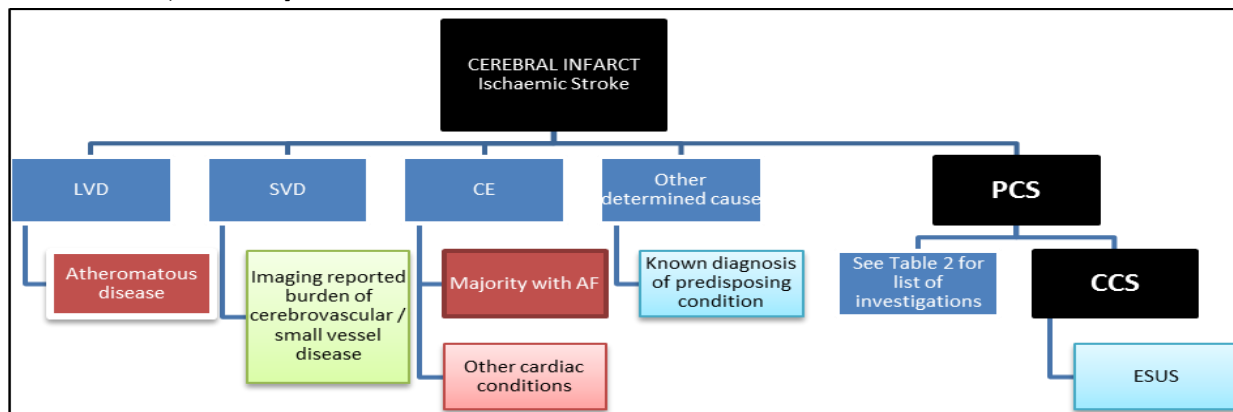 CEREBRAL INFARCT
Ischaemic Stroke
LVD
SVD
CE
Other
determined cause
PCS
Atheromatous
disease
Imaging reported
burden of
cerebrovascular /
small vessel
disease
Majority with AF
Other cardiac
conditions
Known diagnosis
of predisposing
condition
See Table 2 for
list of
investigations
CCS
ESUS